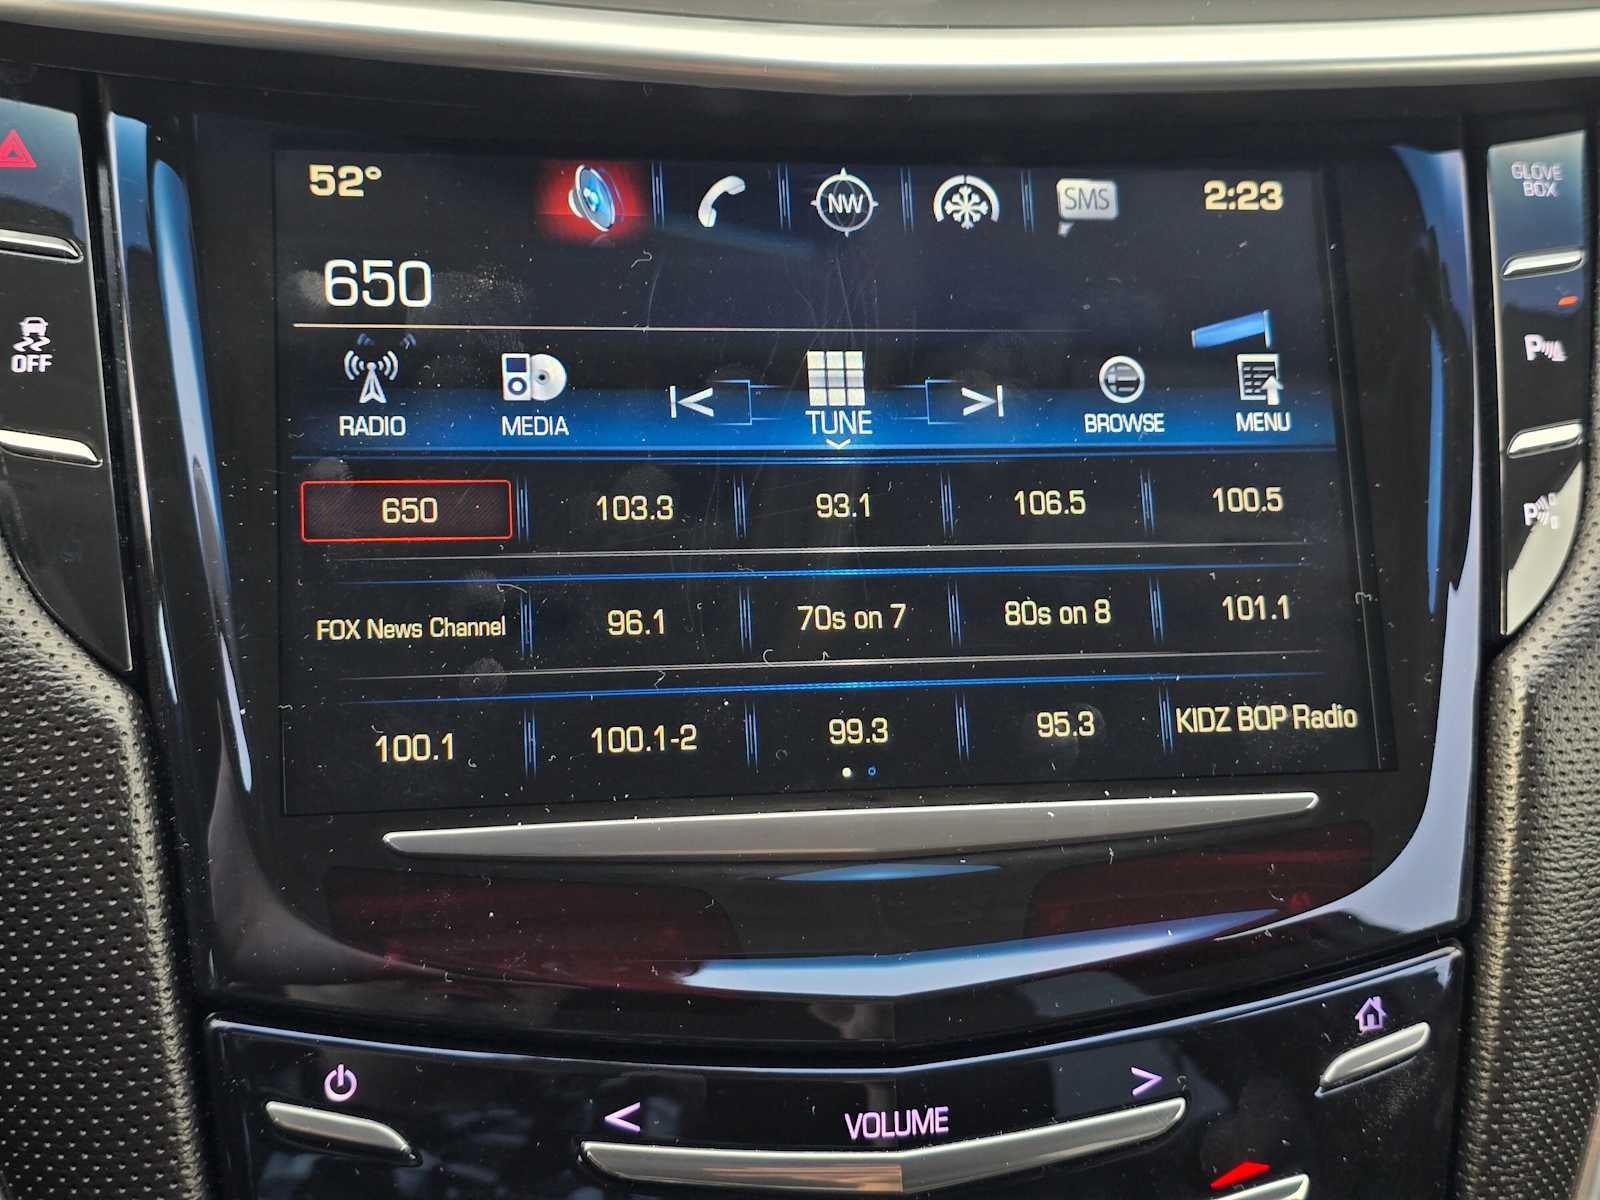 52° NW SMS 2:23
GLOVE
BOX
650
OFF
RADIO MEDIA TUNE BROWSE MENU
650 103.3 93.1 106.5 100.5
FOX News Channel 96.1 70s on 7 80s on 8 101.1
100.1 100.1-2 99.3 95.3 KIDZ BOP Radio
< VOLUME >